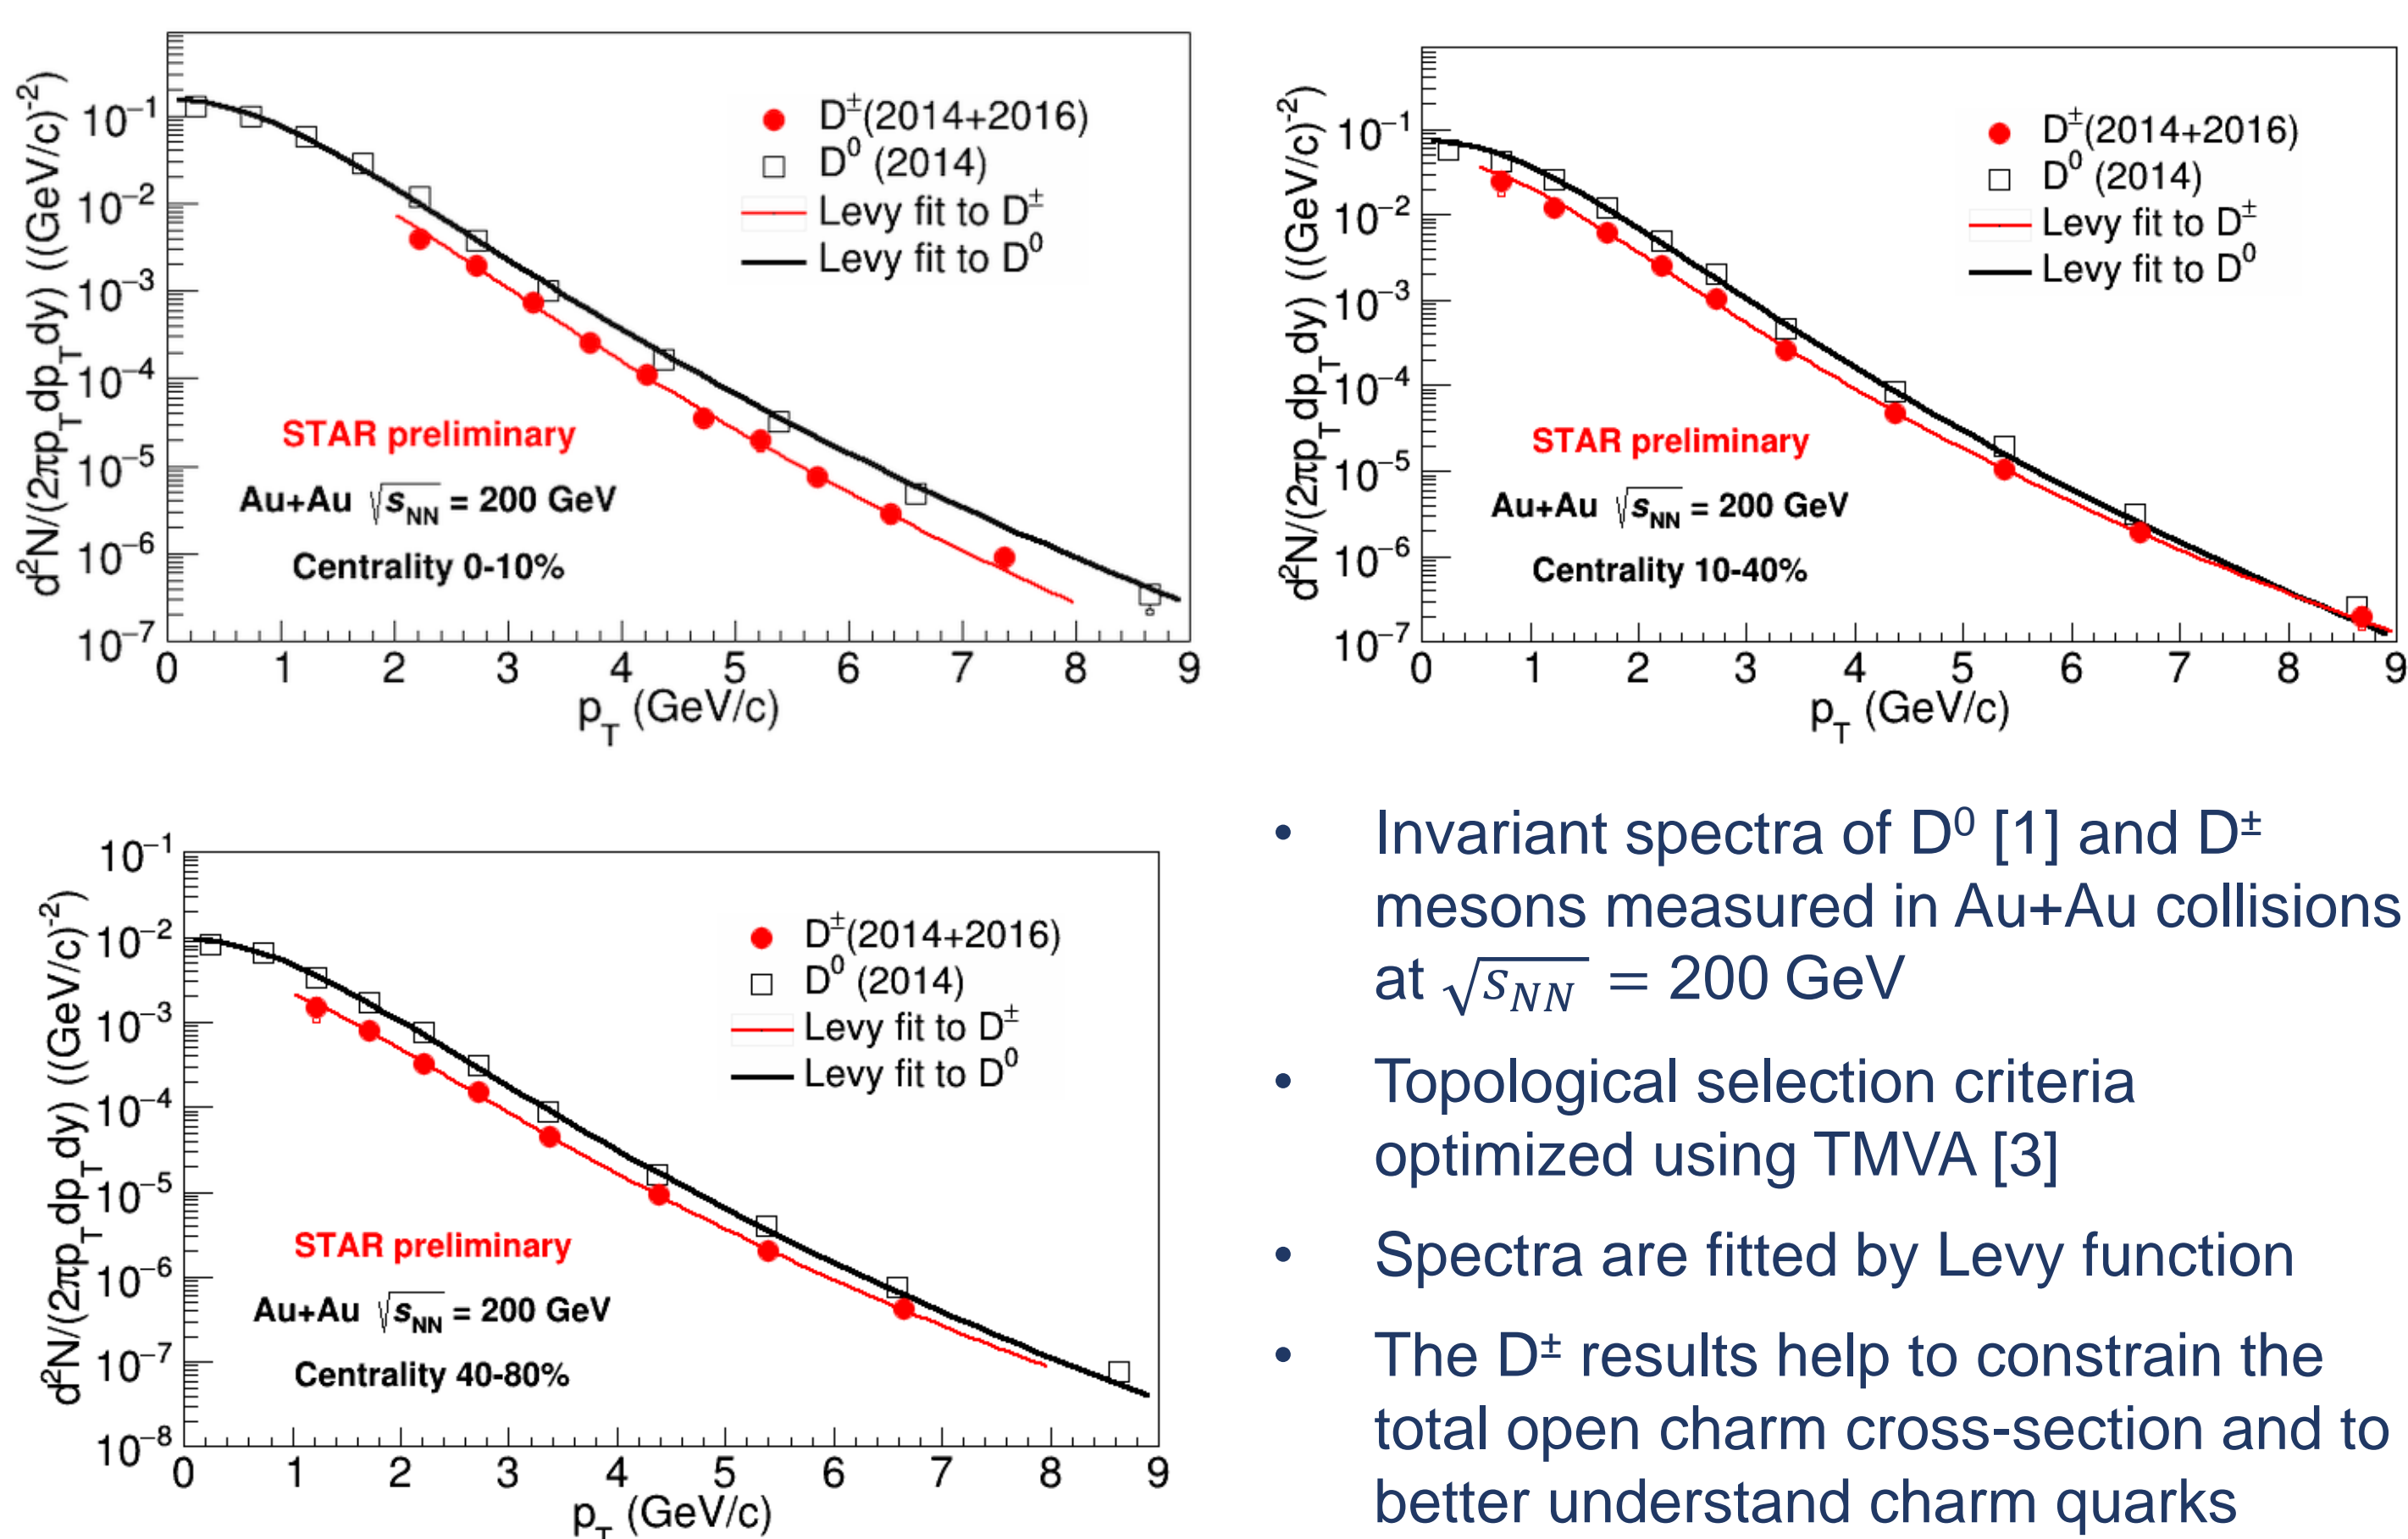 d²N/(2πp_T dp_T dy) ((GeV/c)⁻²)
10⁻¹
10⁻²
10⁻³
10⁻⁴
10⁻⁵
10⁻⁶
10⁻⁷
D±(2014+2016)
D⁰ (2014)
Levy fit to D±
Levy fit to D⁰
STAR preliminary
Au+Au √s_NN = 200 GeV
Centrality 0-10%
0 1 2 3 4 5 6 7 8 9
p_T (GeV/c)
d²N/(2πp_T dp_T dy) ((GeV/c)⁻²)
10⁻¹
10⁻²
10⁻³
10⁻⁴
10⁻⁵
10⁻⁶
10⁻⁷
D±(2014+2016)
D⁰ (2014)
Levy fit to D±
Levy fit to D⁰
STAR preliminary
Au+Au √s_NN = 200 GeV
Centrality 10-40%
0 1 2 3 4 5 6 7 8 9
p_T (GeV/c)
d²N/(2πp_T dp_T dy) ((GeV/c)⁻²)
10⁻¹
10⁻²
10⁻³
10⁻⁴
10⁻⁵
10⁻⁶
10⁻⁷
10⁻⁸
D±(2014+2016)
D⁰ (2014)
Levy fit to D±
Levy fit to D⁰
STAR preliminary
Au+Au √s_NN = 200 GeV
Centrality 40-80%
0 1 2 3 4 5 6 7 8 9
p_T (GeV/c)
• Invariant spectra of D⁰ [1] and D±
mesons measured in Au+Au collisions
at √s_NN = 200 GeV
• Topological selection criteria
optimized using TMVA [3]
• Spectra are fitted by Levy function
• The D± results help to constrain the
total open charm cross-section and to
better understand charm quarks